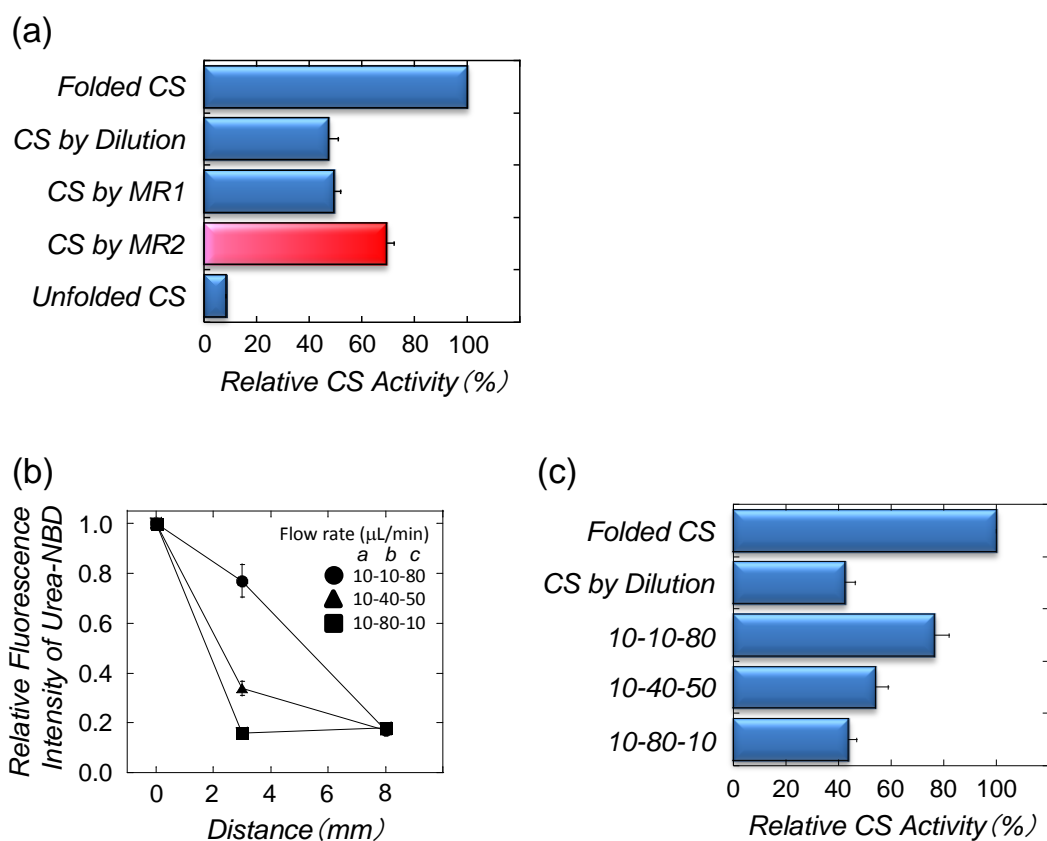 (a)
Folded CS
CS by Dilution
CS by MR1
CS by MR2
Unfolded CS
0 20 40 60 80 100
Relative CS Activity（%）
(b)
Relative Fluorescence
Intensity of Urea-NBD
1.0
0.8
0.6
0.4
0.2
0.0
Flow rate (μL/min)
a b c
10-10-80
10-40-50
10-80-10
0 2 4 6 8
Distance（mm）
(c)
Folded CS
CS by Dilution
10-10-80
10-40-50
10-80-10
0 20 40 60 80 100
Relative CS Activity（%）